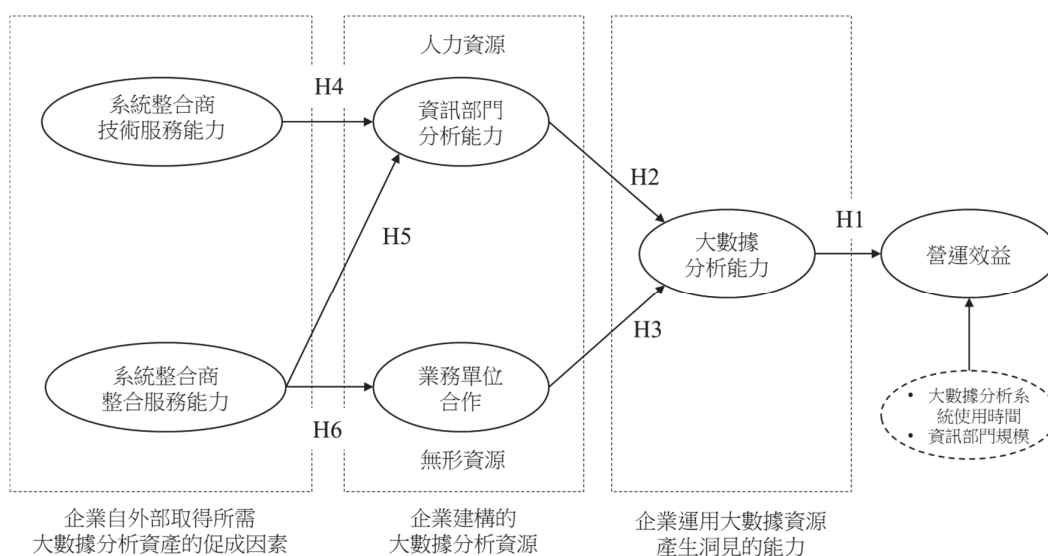 人力資源
系統整合商
技術服務能力
H4
資訊部門
分析能力
H2
H5
大數據
分析能力
H1
營運效益
H3
系統整合商
整合服務能力
H6
業務單位
合作
無形資源
• 大數據分析系
統使用時間
• 資訊部門規模
企業自外部取得所需
大數據分析資產的促成因素
企業建構的
大數據分析資源
企業運用大數據資源
產生洞見的能力